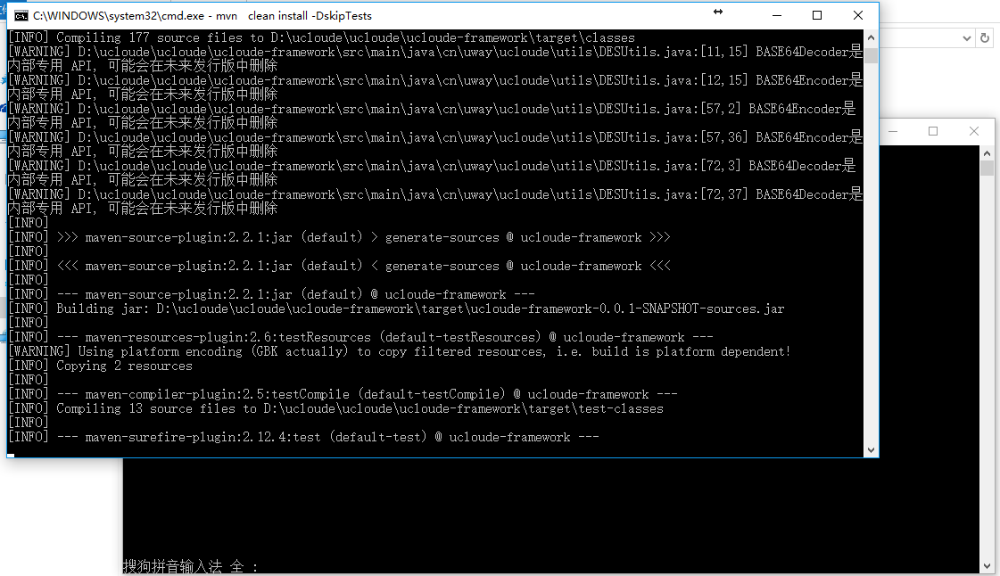 C:\WINDOWS\system32\cmd.exe - mvn  clean install -DskipTests
[INFO] Compiling 177 source files to D:\ucloude\ucloude\ucloude-framework\target\classes
[WARNING] D:\ucloude\ucloude\ucloude-framework\src\main\java\cn\uway\ucloude\utils\DESUtils.java:[11,15] BASE64Decoder是
内部专用 API, 可能会在未来发行版中删除
[WARNING] D:\ucloude\ucloude\ucloude-framework\src\main\java\cn\uway\ucloude\utils\DESUtils.java:[12,15] BASE64Encoder是
内部专用 API, 可能会在未来发行版中删除
[WARNING] D:\ucloude\ucloude\ucloude-framework\src\main\java\cn\uway\ucloude\utils\DESUtils.java:[57,2] BASE64Encoder是
内部专用 API, 可能会在未来发行版中删除
[WARNING] D:\ucloude\ucloude\ucloude-framework\src\main\java\cn\uway\ucloude\utils\DESUtils.java:[57,36] BASE64Encoder是
内部专用 API, 可能会在未来发行版中删除
[WARNING] D:\ucloude\ucloude\ucloude-framework\src\main\java\cn\uway\ucloude\utils\DESUtils.java:[72,3] BASE64Decoder是
内部专用 API, 可能会在未来发行版中删除
[WARNING] D:\ucloude\ucloude\ucloude-framework\src\main\java\cn\uway\ucloude\utils\DESUtils.java:[72,37] BASE64Decoder是
内部专用 API, 可能会在未来发行版中删除
[INFO]
[INFO] >>> maven-source-plugin:2.2.1:jar (default) > generate-sources @ ucloude-framework >>>
[INFO]
[INFO] <<< maven-source-plugin:2.2.1:jar (default) < generate-sources @ ucloude-framework <<<
[INFO]
[INFO] --- maven-source-plugin:2.2.1:jar (default) @ ucloude-framework ---
[INFO] Building jar: D:\ucloude\ucloude\ucloude-framework\target\ucloude-framework-0.0.1-SNAPSHOT-sources.jar
[INFO]
[INFO] --- maven-resources-plugin:2.6:testResources (default-testResources) @ ucloude-framework ---
[WARNING] Using platform encoding (GBK actually) to copy filtered resources, i.e. build is platform dependent!
[INFO] Copying 2 resources
[INFO]
[INFO] --- maven-compiler-plugin:2.5:testCompile (default-testCompile) @ ucloude-framework ---
[INFO] Compiling 13 source files to D:\ucloude\ucloude\ucloude-framework\target\test-classes
[INFO]
[INFO] --- maven-surefire-plugin:2.12.4:test (default-test) @ ucloude-framework ---
搜狗拼音输入法 全 :